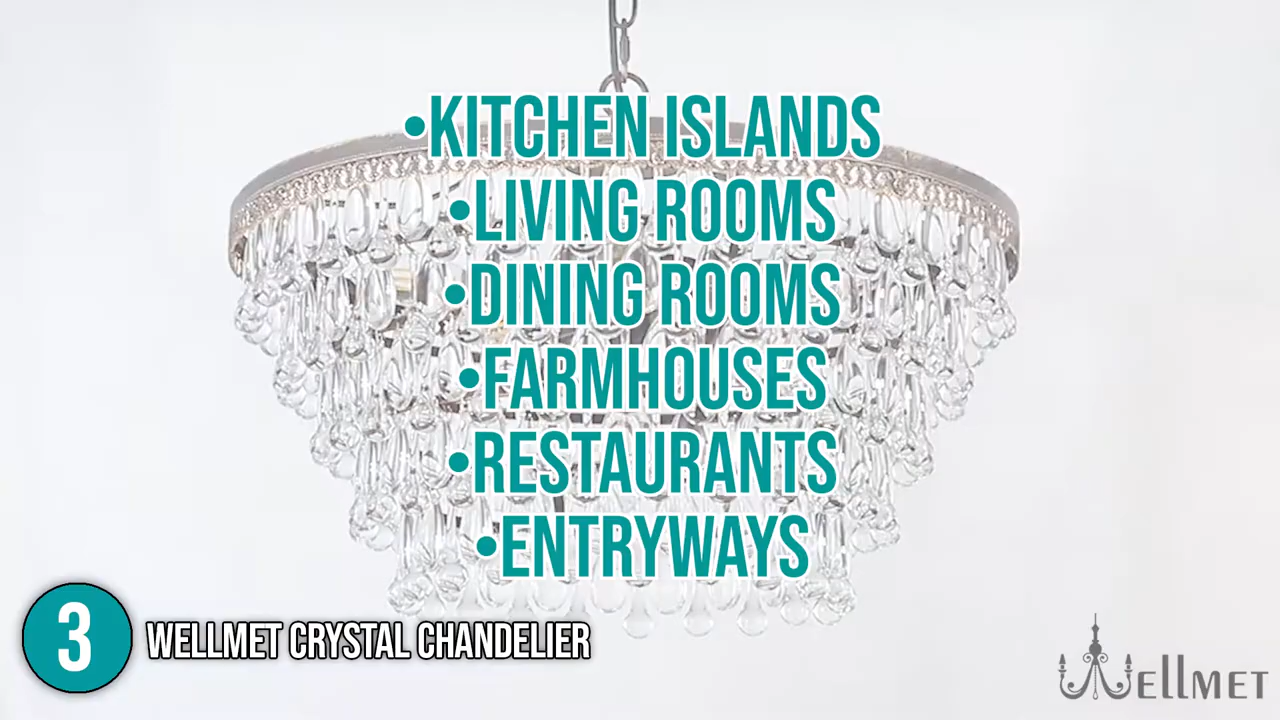 •KITCHEN ISLANDS
•LIVING ROOMS
•DINING ROOMS
•FARMHOUSES
•RESTAURANTS
•ENTRYWAYS
3 WELLMET CRYSTAL CHANDELIER
WELLMET